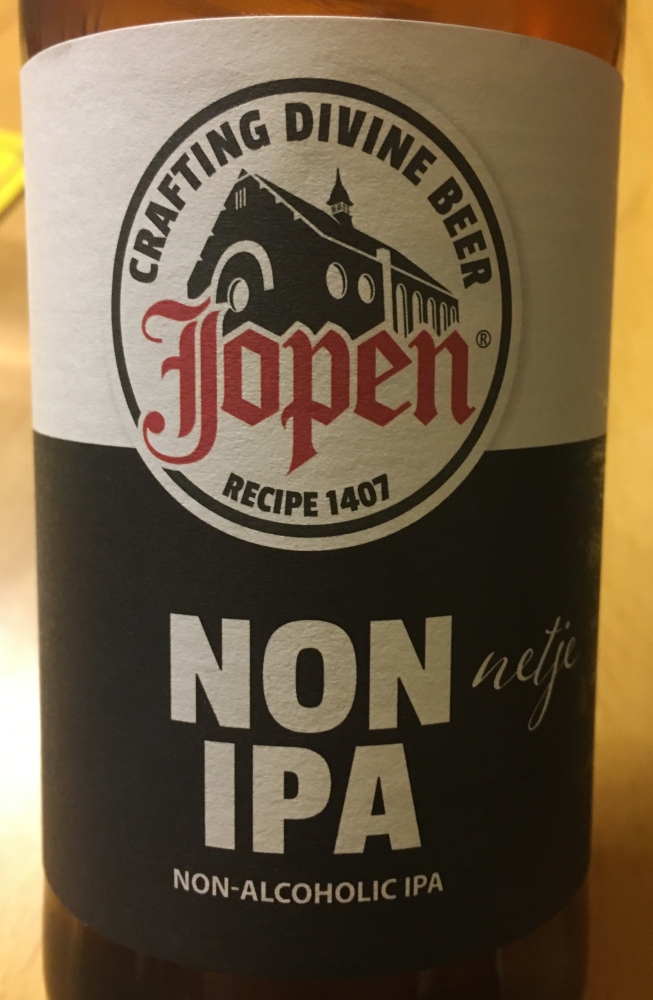 CRAFTING DIVINE BEER
Jopen®
RECIPE 1407
NON netje
IPA
NON-ALCOHOLIC IPA